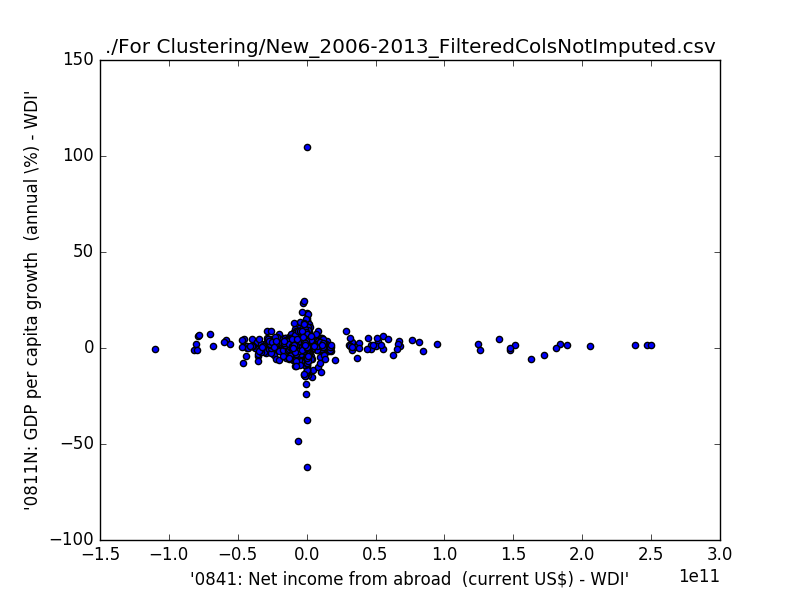 ./For Clustering/New_2006-2013_FilteredColsNotImputed.csv
150
100
50
0
−50
−100
'0811N: GDP per capita growth  (annual \%) - WDI'
−1.5 −1.0 −0.5 0.0 0.5 1.0 1.5 2.0 2.5 3.0
1e11
'0841: Net income from abroad  (current US$) - WDI'